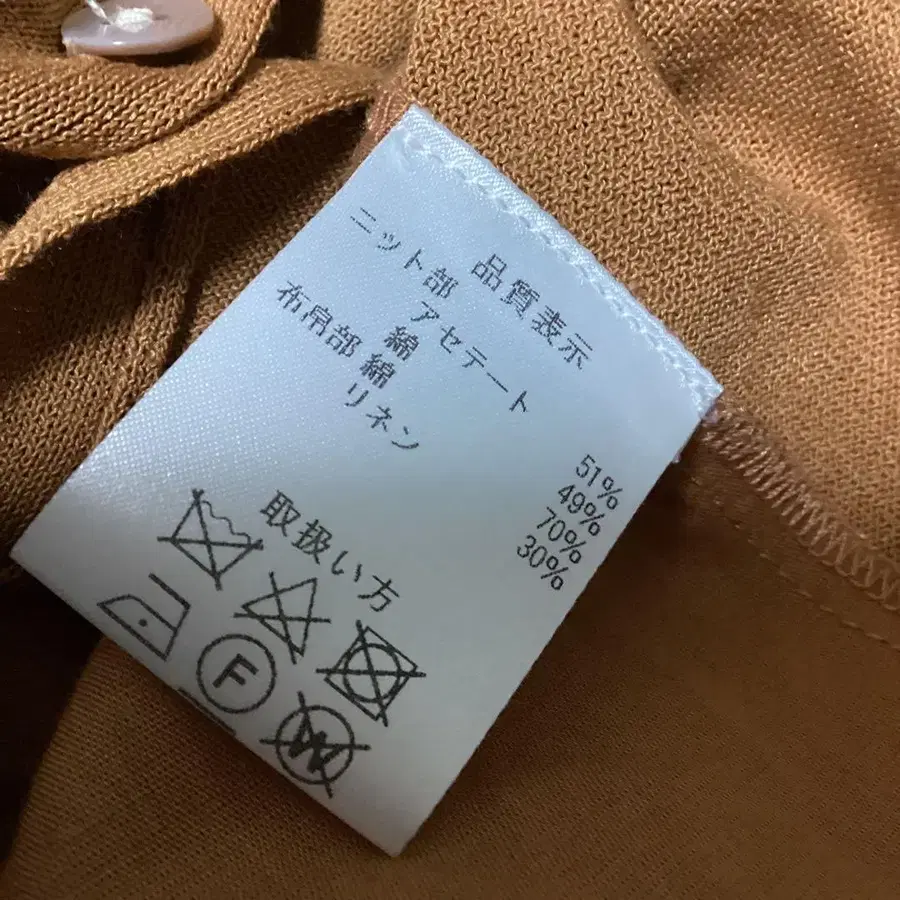 品質表示
ニット部 アセテート 51%
綿 49%
布帛部 綿 70%
リネン 30%
取扱い方
F
W